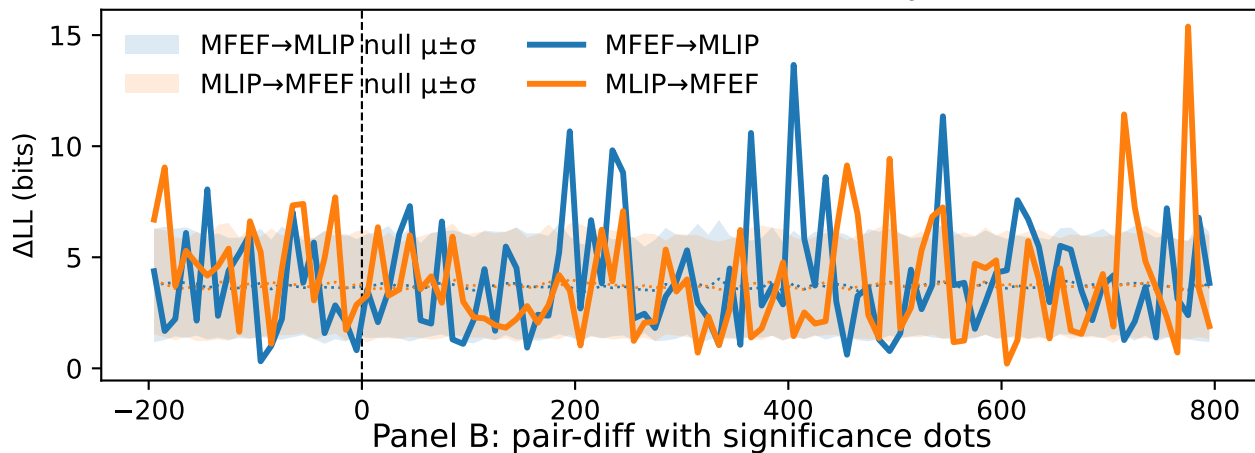 15
MFEF→MLIP null μ±σ
MFEF→MLIP
MLIP→MFEF null μ±σ
MLIP→MFEF
10
5
0
ΔLL (bits)
−200 0 200 400 600 800
Panel B: pair-diff with significance dots